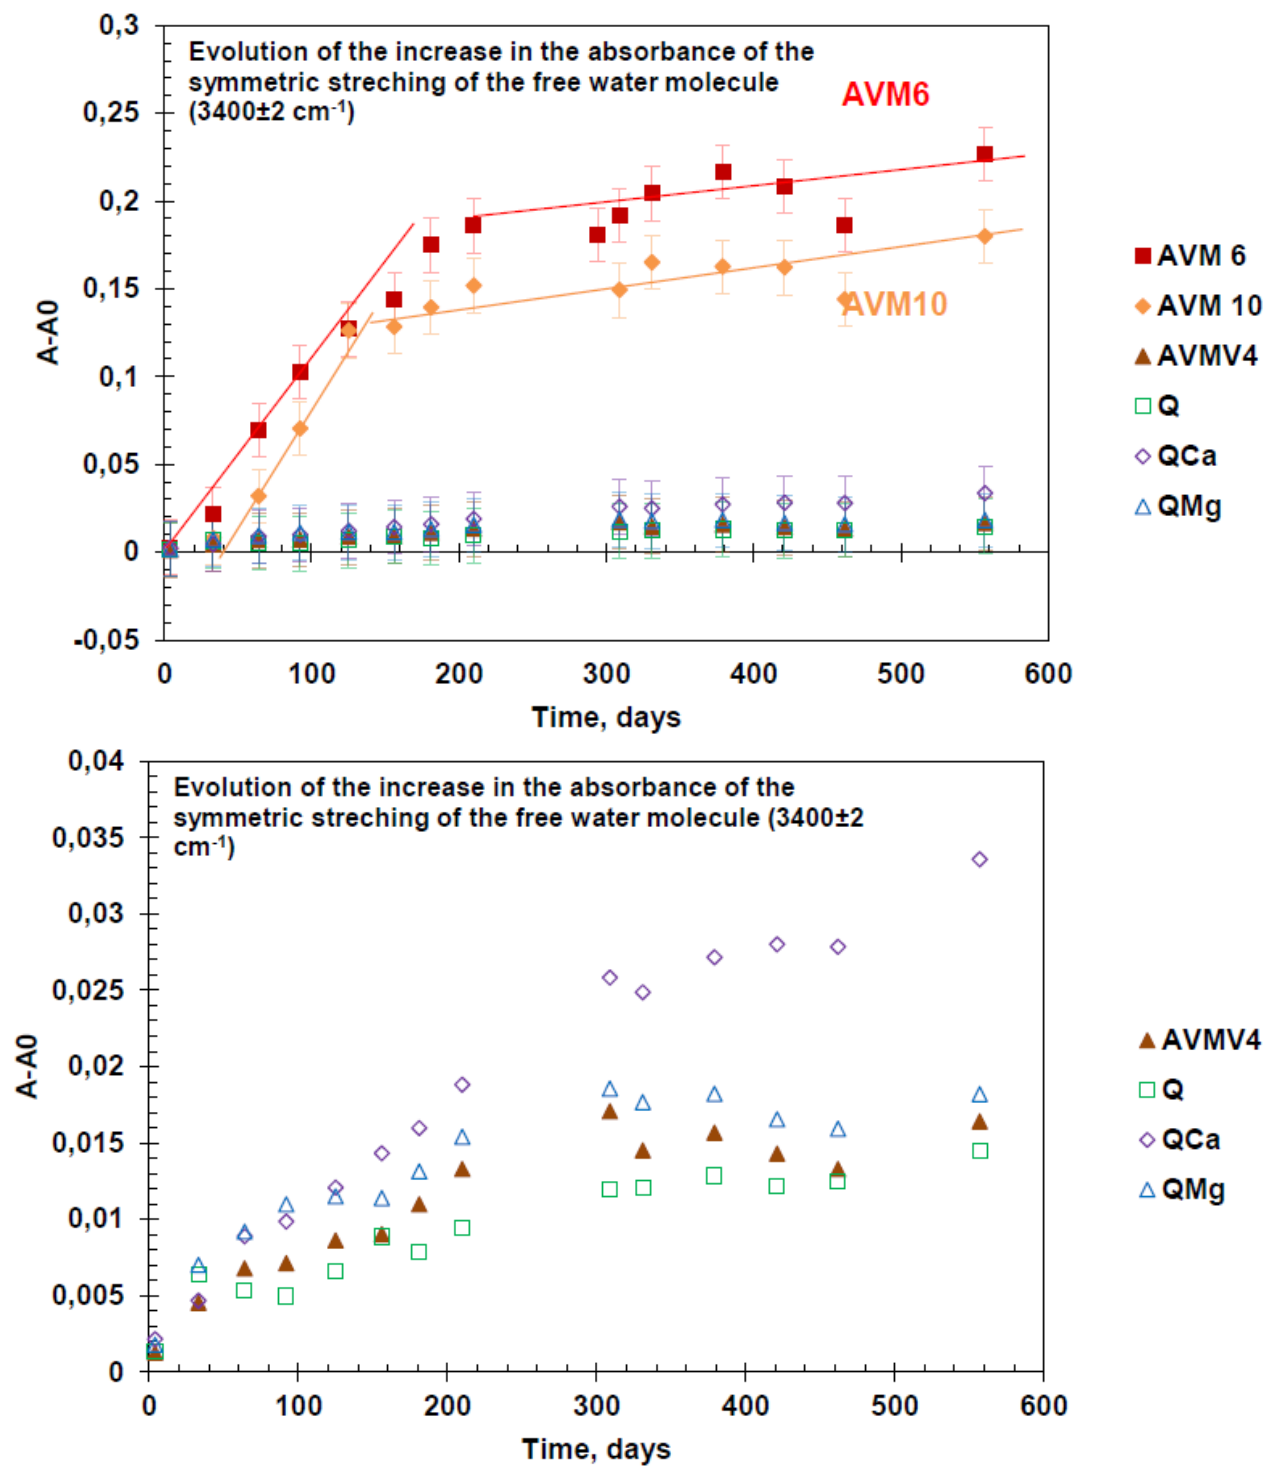 0,3
Evolution of the increase in the absorbance of the
symmetric streching of the free water molecule
(3400±2 cm-1)
AVM6
0,25
0,2
0,15
0,1
0,05
0
-0,05
A-A0
AVM10
0 100 200 300 400 500 600
Time, days
AVM 6
AVM 10
AVMV4
Q
QCa
QMg
0,04
Evolution of the increase in the absorbance of the
symmetric streching of the free water molecule (3400±2
cm-1)
0,035
0,03
0,025
0,02
0,015
0,01
0,005
0
A-A0
0 100 200 300 400 500 600
Time, days
AVMV4
Q
QCa
QMg